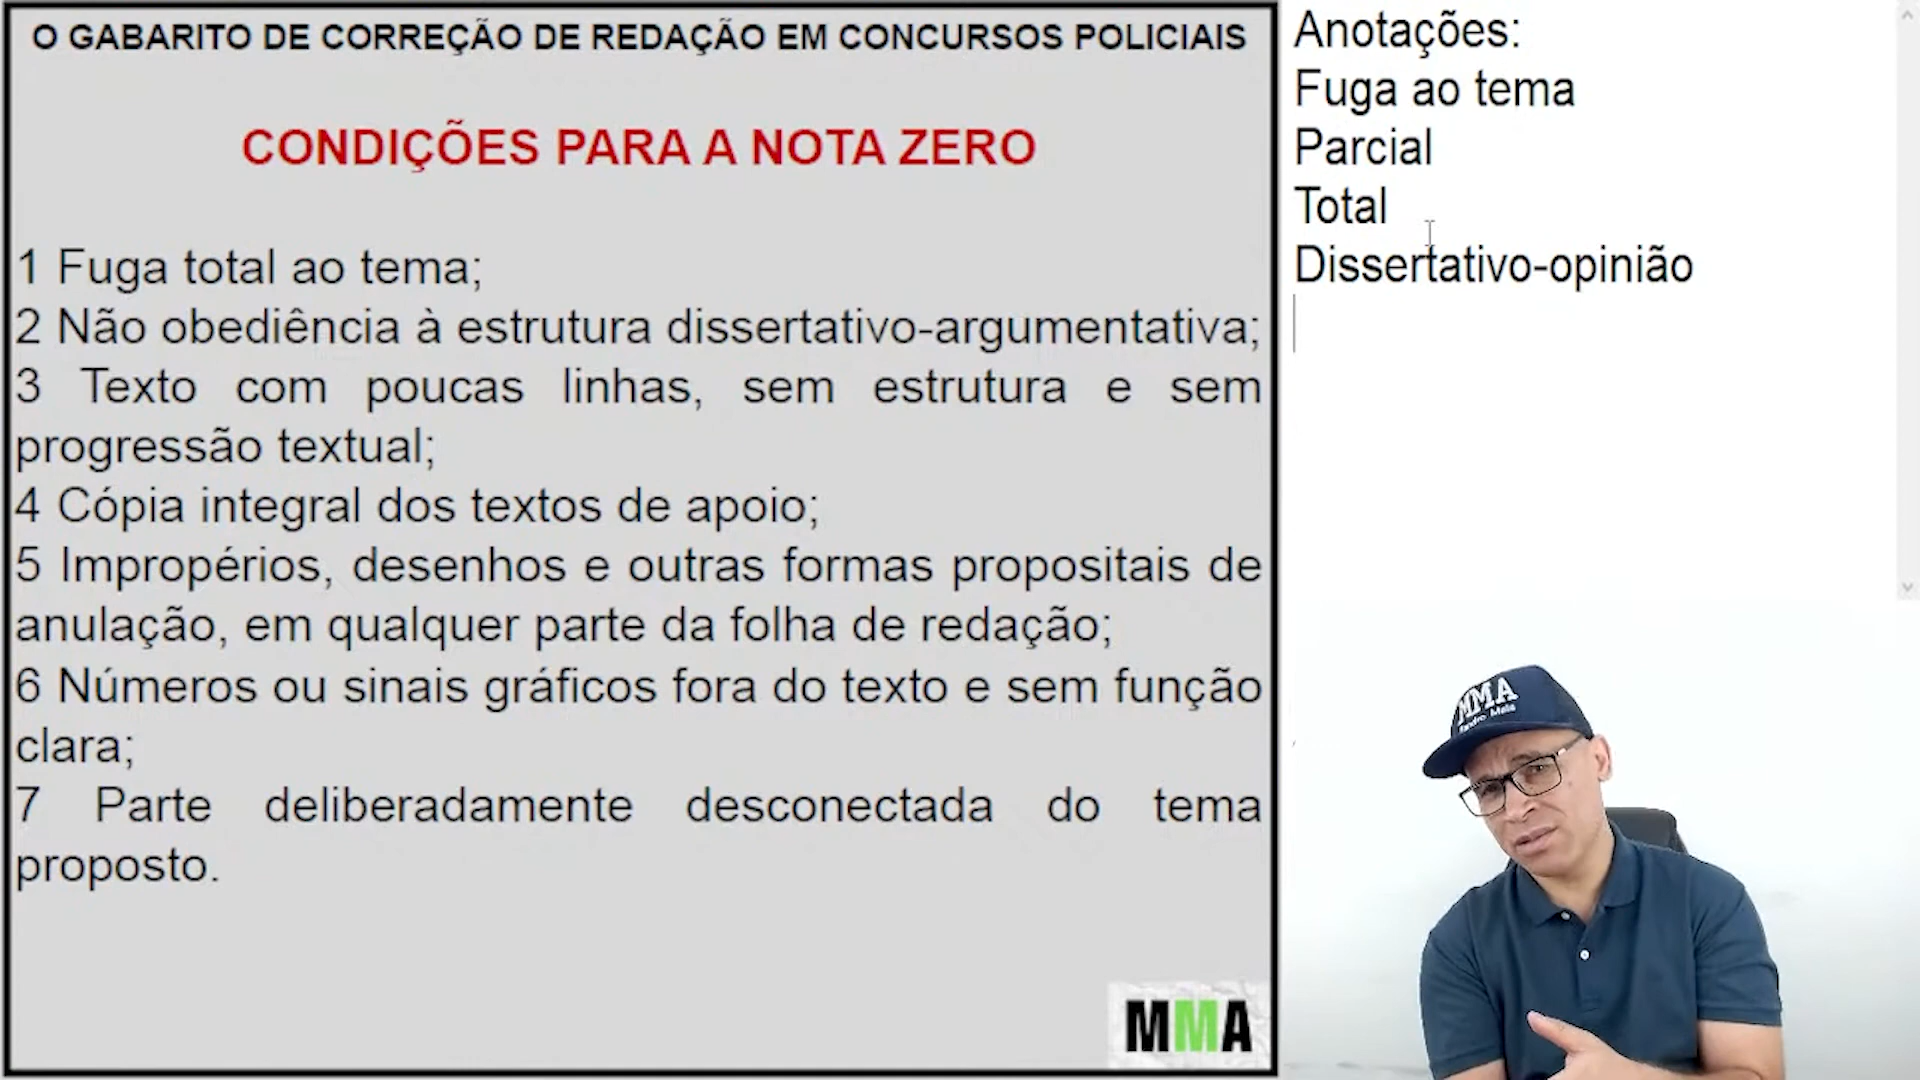 O GABARITO DE CORREÇÃO DE REDAÇÃO EM CONCURSOS POLICIAIS
CONDIÇÕES PARA A NOTA ZERO
1 Fuga total ao tema;
2 Não obediência à estrutura dissertativo-argumentativa;
3 Texto com poucas linhas, sem estrutura e sem
progressão textual;
4 Cópia integral dos textos de apoio;
5 Impropérios, desenhos e outras formas propositais de
anulação, em qualquer parte da folha de redação;
6 Números ou sinais gráficos fora do texto e sem função
clara;
7 Parte deliberadamente desconectada do tema
proposto.
MMA
Anotações:
Fuga ao tema
Parcial
Total
Dissertativo-opinião
MMA